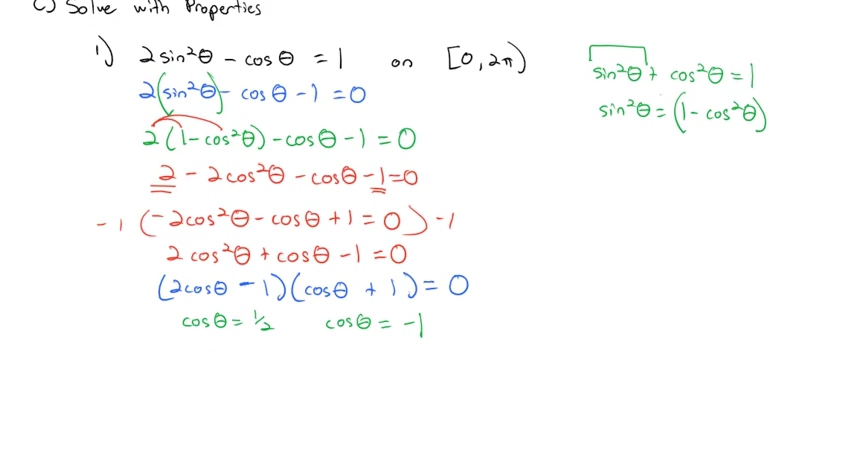 C) Solve with Properties
1) 2sin²θ - cosθ = 1 on [0, 2π)
2(sin²θ) - cosθ - 1 = 0
2(1 - cos²θ) - cosθ - 1 = 0
2 - 2cos²θ - cosθ - 1 = 0
-1(-2cos²θ - cosθ + 1 = 0)-1
2cos²θ + cosθ - 1 = 0
(2cosθ - 1)(cosθ + 1) = 0
cosθ = 1/2 cosθ = -1
sin²θ + cos²θ = 1
sin²θ = (1 - cos²θ)